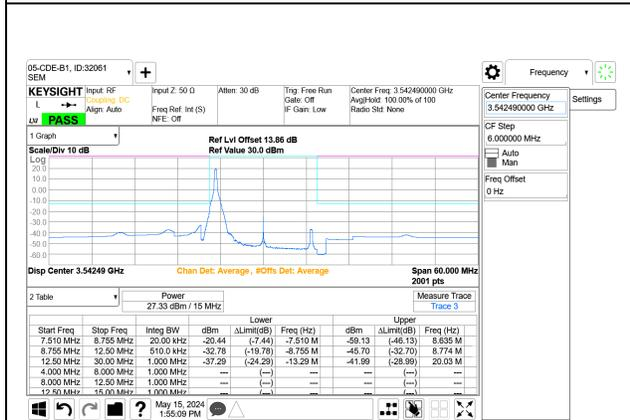 05-CDE-B1, ID:32061
SEM
Frequency
KEYSIGHT
L
LXI
PASS
Input: RF
Coupling: DC
Align: Auto
Input Z: 50 Ω
Freq Ref: Int (S)
NFE: Off
Atten: 30 dB
Trig: Free Run
Gate: Off
IF Gain: Low
Center Freq: 3.542490000 GHz
Avg|Hold: 100.00% of 100
Radio Std: None
Center Frequency
3.542490000 GHz
Settings
CF Step
6.000000 MHz
Auto
Man
Freq Offset
0 Hz
1 Graph
Scale/Div 10 dB
Ref Lvl Offset 13.86 dB
Ref Value 30.0 dBm
Log
20.0
10.0
0.00
-10.0
-20.0
-30.0
-40.0
-50.0
-60.0
Disp Center 3.54249 GHz
Chan Det: Average, #Offs Det: Average
Span 60.000 MHz
2001 pts
2 Table
Power
27.33 dBm / 15 MHz
Measure Trace
Trace 3
Lower Upper
Start Freq Stop Freq Integ BW dBm ΔLimit(dB) Freq (Hz) dBm ΔLimit(dB) Freq (Hz)
7.510 MHz 8.755 MHz 20.00 kHz -20.44 (-7.44) -7.510 M -59.13 (-46.13) 8.635 M
8.755 MHz 12.50 MHz 510.0 kHz -32.78 (-19.78) -8.755 M -45.70 (-32.70) 8.774 M
12.50 MHz 30.00 MHz 1.000 MHz -37.29 (-24.29) -13.29 M -41.99 (-28.99) 20.03 M
4.000 MHz 8.000 MHz 1.000 MHz --- (---) --- (---)
8.000 MHz 12.50 MHz 1.000 MHz --- (---) --- (---)
12.50 MHz 15.00 MHz 1.000 MHz --- (---) --- (---)
May 15, 2024
1:55:09 PM